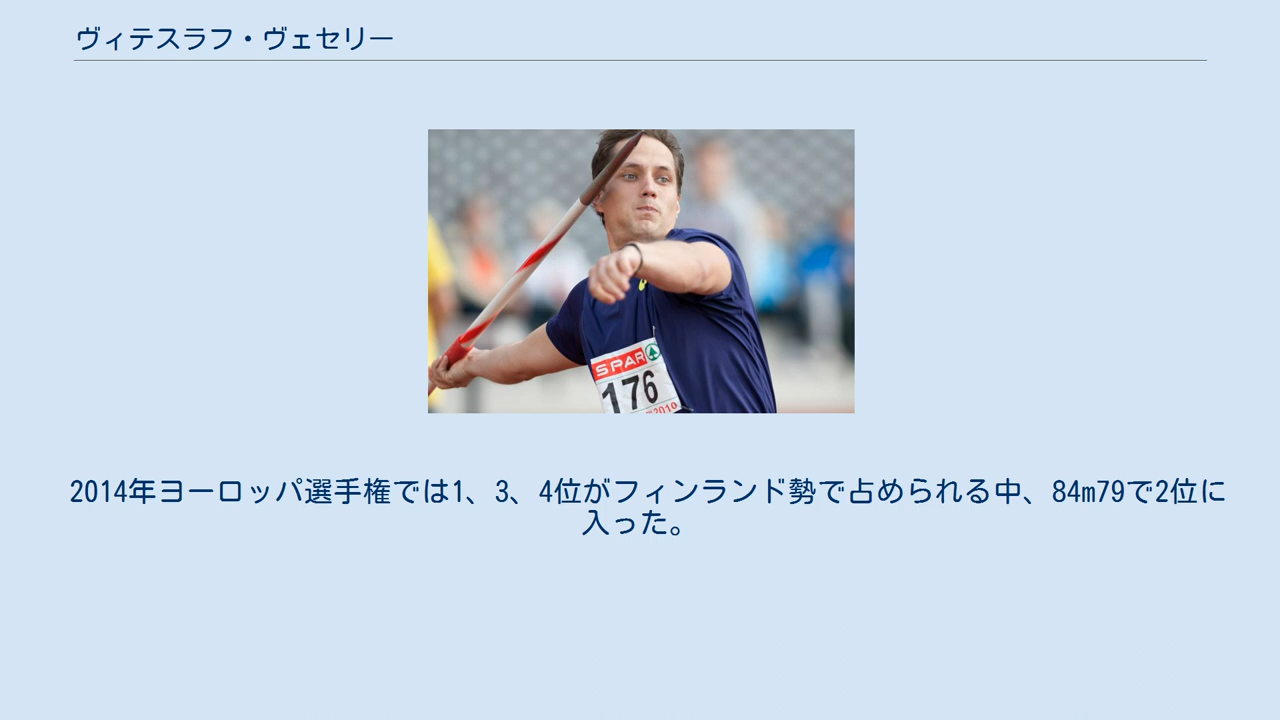 ヴィテスラフ・ヴェセリー
SPAR
176
2014年ヨーロッパ選手権では1、3、4位がフィンランド勢で占められる中、84m79で2位に
入った。